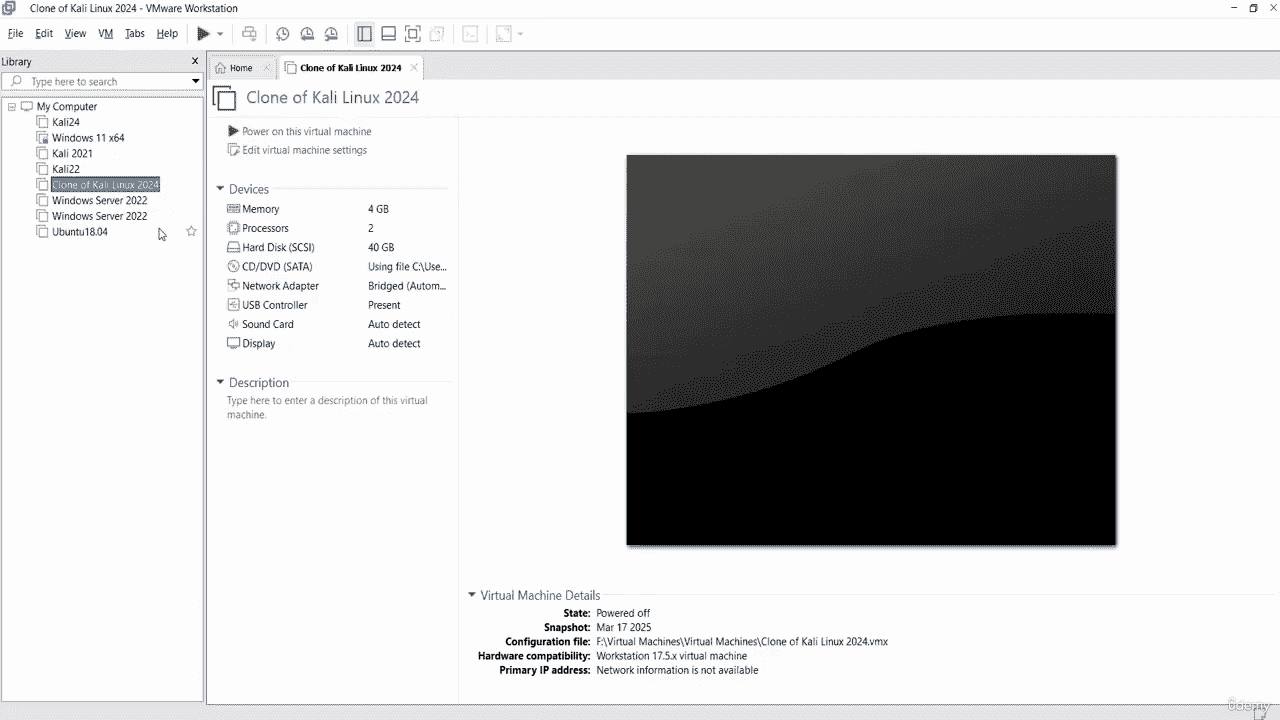 Clone of Kali Linux 2024 - VMware Workstation
File Edit View VM Tabs Help
Library
Type here to search
My Computer
Kali24
Windows 11 x64
Kali 2021
Kali22
Clone of Kali Linux 2024
Windows Server 2022
Windows Server 2022
Ubuntu18.04
Home Clone of Kali Linux 2024
Clone of Kali Linux 2024
Power on this virtual machine
Edit virtual machine settings
Devices
Memory 4 GB
Processors 2
Hard Disk (SCSI) 40 GB
CD/DVD (SATA) Using file C:\Use...
Network Adapter Bridged (Autom...
USB Controller Present
Sound Card Auto detect
Display Auto detect
Description
Type here to enter a description of this virtual
machine.
Virtual Machine Details
State: Powered off
Snapshot: Mar 17 2025
Configuration file: F:\Virtual Machines\Virtual Machines\Clone of Kali Linux 2024.vmx
Hardware compatibility: Workstation 17.5.x virtual machine
Primary IP address: Network information is not available
ûdemy